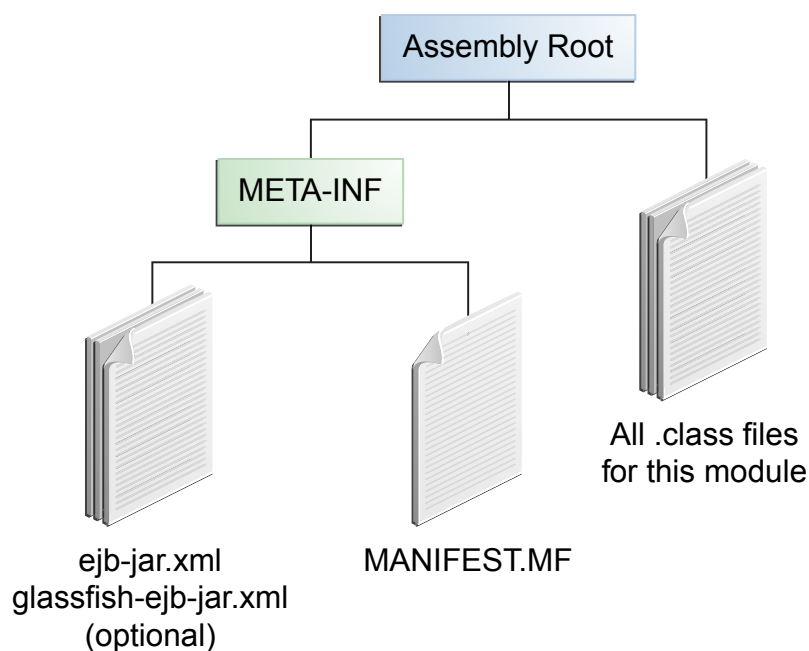 Assembly Root
META-INF
All .class files
for this module
ejb-jar.xml
glassfish-ejb-jar.xml
(optional)
MANIFEST.MF